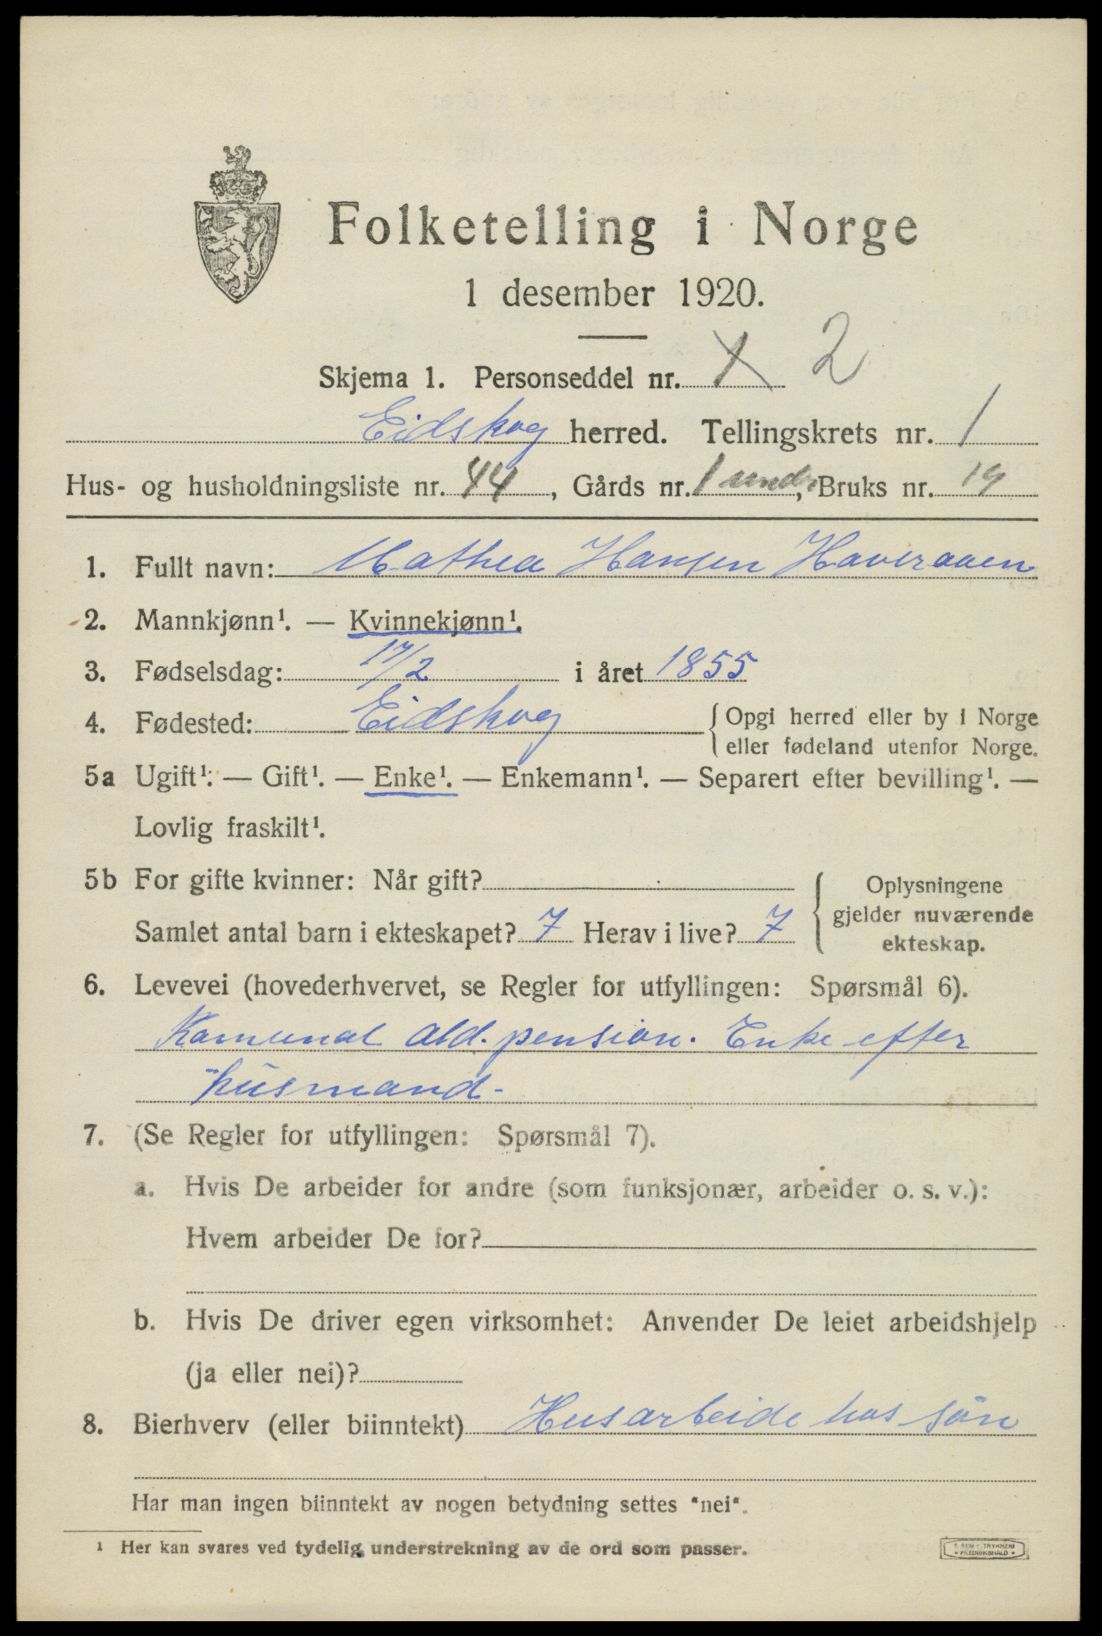 Folketelling i Norge
1 desember 1920.
Skjema 1. Personseddel nr. 1 2
Eidskog herred. Tellingskrets nr. 1
Hus- og husholdningsliste nr. 44, Gårds nr. 1 und., Bruks nr. 19
1. Fullt navn: Mathea Hansen Haveraaen
2. Mannkjønn¹. — Kvinnekjønn¹.
3. Fødselsdag: 17/2 i året 1855
4. Fødested: Eidskog { Opgi herred eller by i Norge
eller fødeland utenfor Norge.
5a Ugift¹: — Gift¹. — Enke¹. — Enkemann¹. — Separert efter bevilling¹. —
Lovlig fraskilt¹.
5b For gifte kvinner: Når gift?
Samlet antal barn i ekteskapet? 7 Herav i live? 7
{ Oplysningene
gjelder nuværende
ekteskap.
6. Levevei (hovederhvervet, se Regler for utfyllingen: Spørsmål 6).
Komunal ald. pension. Enke efter
husmand -
7. (Se Regler for utfyllingen: Spørsmål 7).
a. Hvis De arbeider for andre (som funksjonær, arbeider o. s. v.):
Hvem arbeider De for?
b. Hvis De driver egen virksomhet: Anvender De leiet arbeidshjelp
(ja eller nei)?
8. Bierhverv (eller biinntekt) Husarbeide hos søn
Har man ingen biinntekt av nogen betydning settes "nei".
¹ Her kan svares ved tydelig understrekning av de ord som passer.